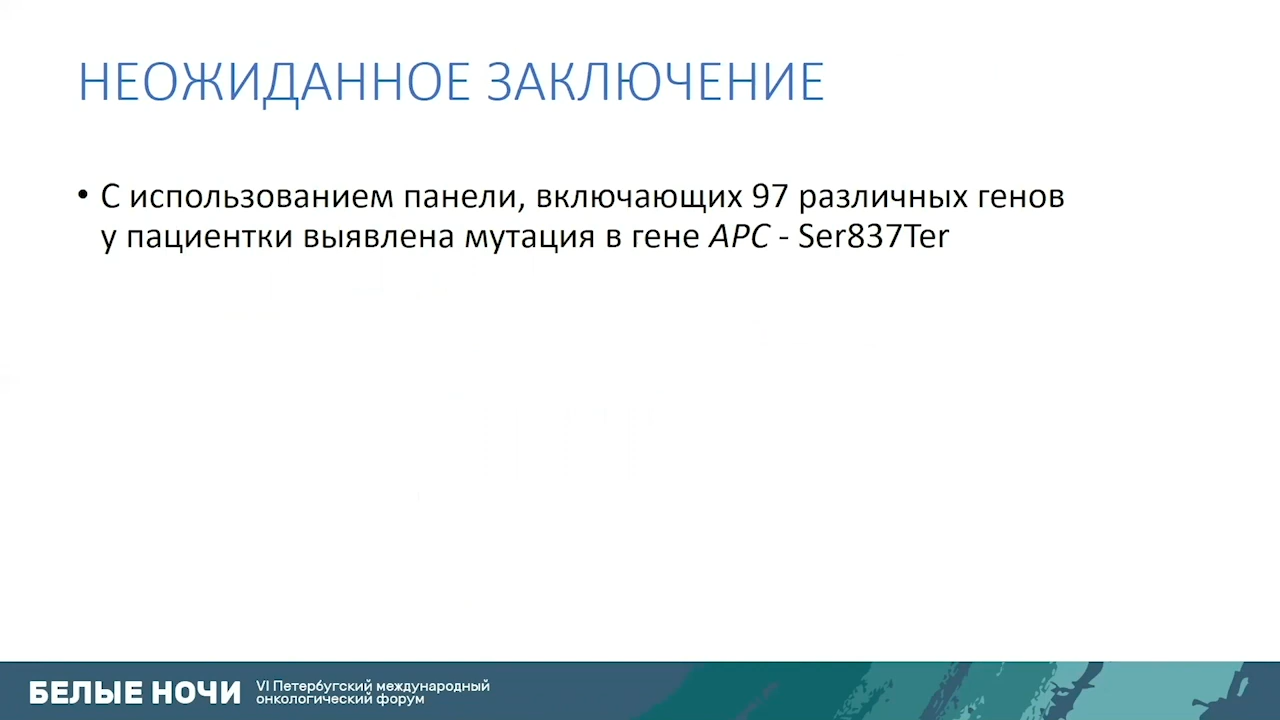 НЕОЖИДАННОЕ ЗАКЛЮЧЕНИЕ
• С использованием панели, включающих 97 различных генов
у пациентки выявлена мутация в гене APC - Ser837Ter
БЕЛЫЕ НОЧИ
VI Петербугский международный
онкологический форум